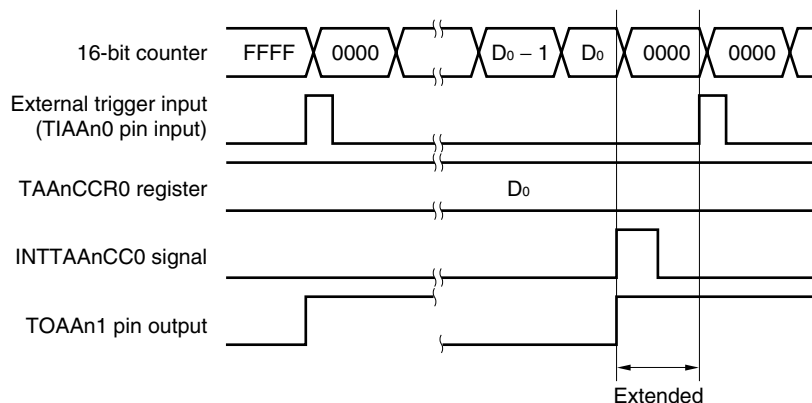 16-bit counter FFFF 0000 D₀ − 1 D₀ 0000 0000
External trigger input
(TIAAn0 pin input)
TAAnCCR0 register D₀
INTTAAnCC0 signal
TOAAn1 pin output
Extended